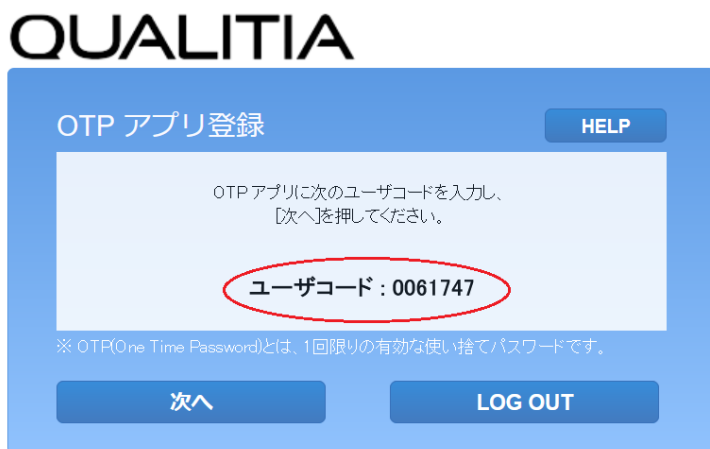 QUALITIA
OTP アプリ登録
HELP
OTPアプリに次のユーザコードを入力し、
[次へ]を押してください。
ユーザコード : 0061747
※ OTP(One Time Password)とは、1回限りの有効な使い捨てパスワードです。
次へ
LOG OUT